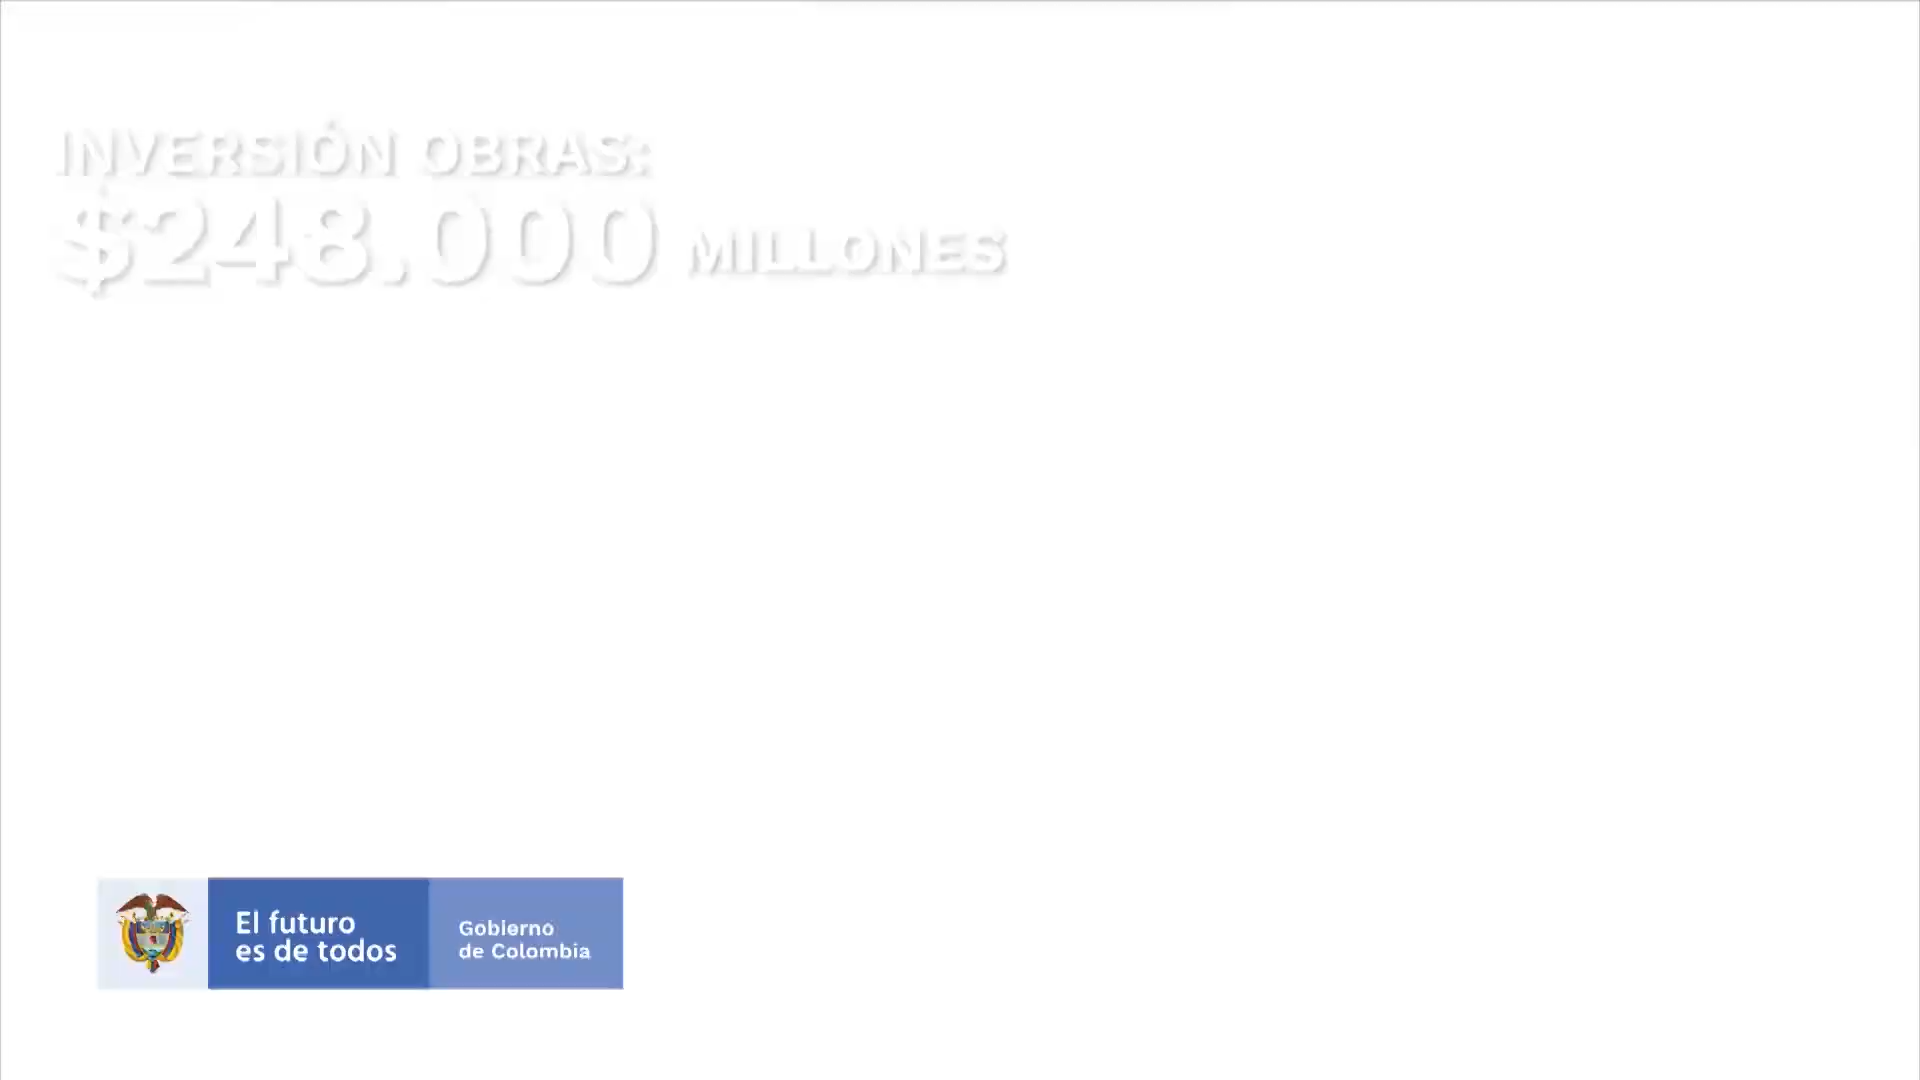 INVERSIÓN OBRAS:
$248.000 MILLONES
El futuro
es de todos
Gobierno
de Colombia